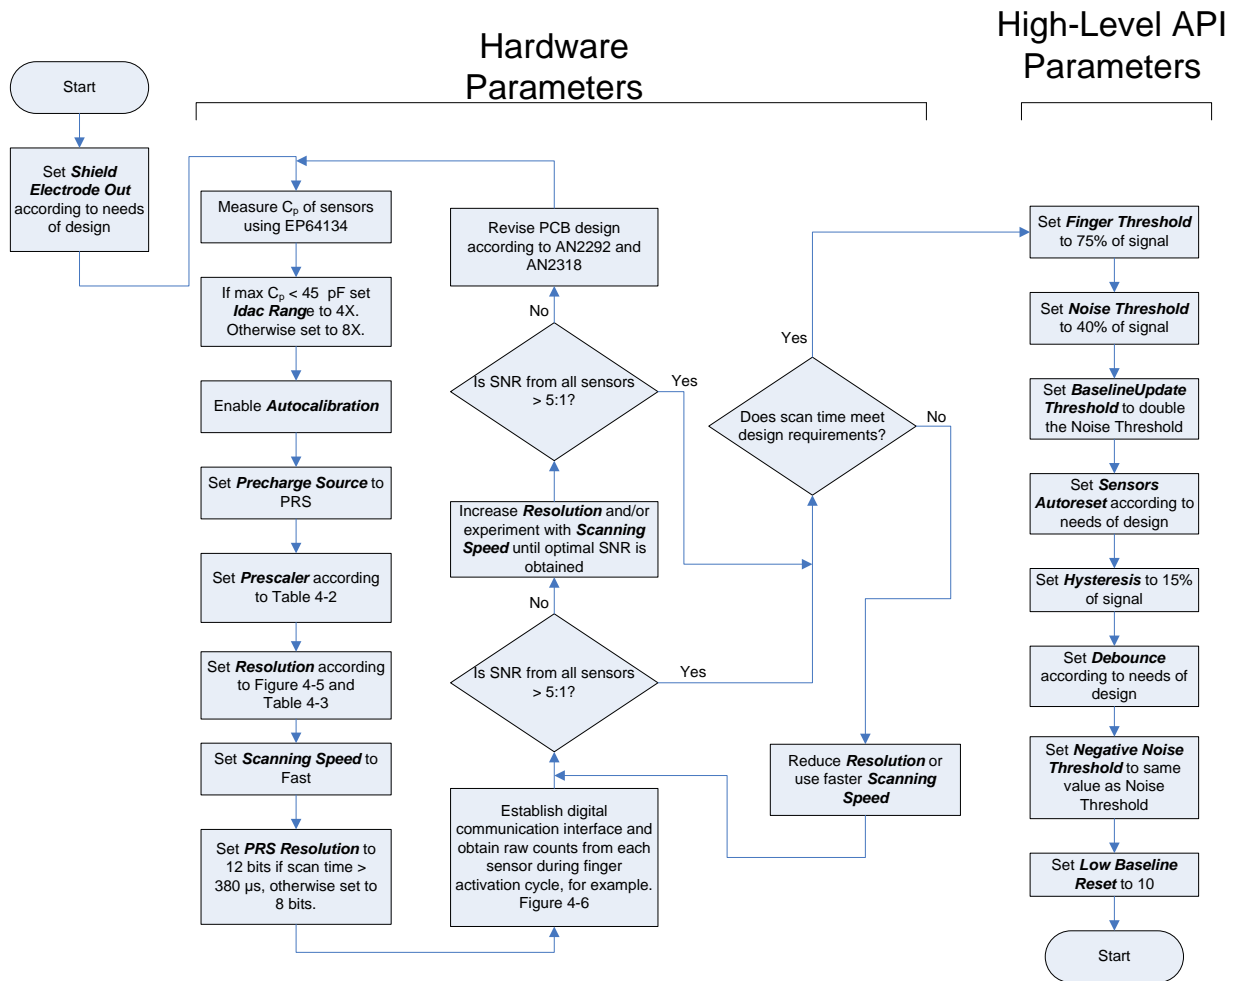 Hardware
Parameters
High-Level API
Parameters
Start
Set Shield
Electrode Out
according to needs
of design
Measure Cp of sensors
using EP64134
If max Cp < 45 pF set
Idac Range to 4X.
Otherwise set to 8X.
Enable Autocalibration
Set Precharge Source to
PRS
Set Prescaler according
to Table 4-2
Set Resolution according
to Figure 4-5 and
Table 4-3
Set Scanning Speed to
Fast
Set PRS Resolution to
12 bits if scan time >
380 µs, otherwise set to
8 bits.
Revise PCB design
according to AN2292 and
AN2318
No
Is SNR from all sensors
> 5:1?
Yes
Increase Resolution and/or
experiment with Scanning
Speed until optimal SNR is
obtained
No
Is SNR from all sensors
> 5:1?
Yes
Establish digital
communication interface and
obtain raw counts from each
sensor during finger
activation cycle, for example.
Figure 4-6
Yes
Does scan time meet
design requirements?
No
Reduce Resolution or
use faster Scanning
Speed
Set Finger Threshold
to 75% of signal
Set Noise Threshold
to 40% of signal
Set BaselineUpdate
Threshold to double
the Noise Threshold
Set Sensors
Autoreset according to
needs of design
Set Hysteresis to 15%
of signal
Set Debounce
according to needs of
design
Set Negative Noise
Threshold to same
value as Noise
Threshold
Set Low Baseline
Reset to 10
Start